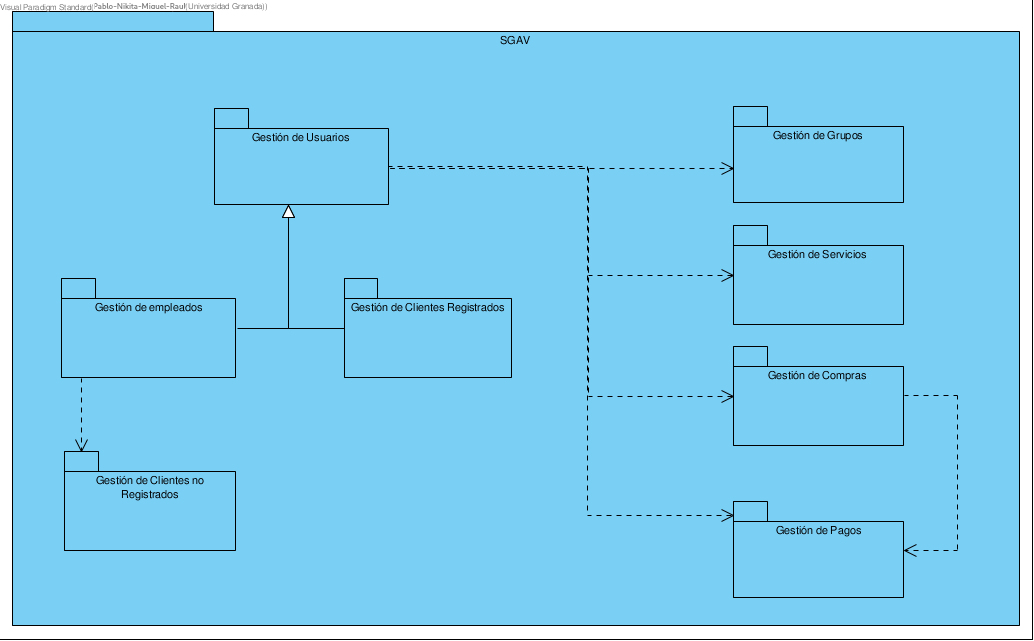 Visual Paradigm Standard(Pablo-Nikita-Miguel-Raul(Universidad Granada))
SGAV
Gestión de Usuarios
Gestión de Grupos
Gestión de Servicios
Gestión de empleados
Gestión de Clientes Registrados
Gestión de Compras
Gestión de Clientes no
Registrados
Gestión de Pagos